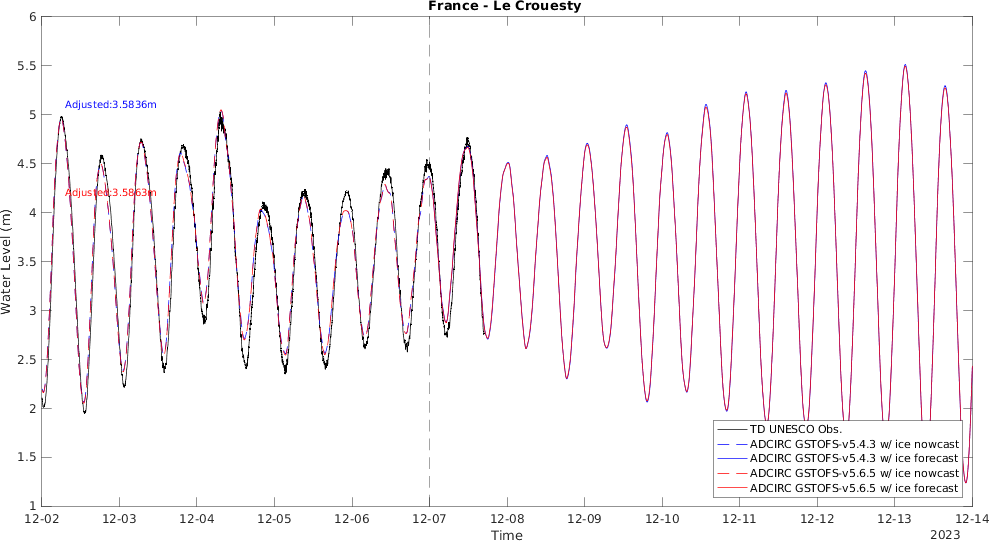 France - Le Crouesty
Water Level (m)
6
5.5
5
4.5
4
3.5
3
2.5
2
1.5
1
Adjusted:3.5836m
Adjusted:3.5863m
TD UNESCO Obs.
ADCIRC GSTOFS-v5.4.3 w/ ice nowcast
ADCIRC GSTOFS-v5.4.3 w/ ice forecast
ADCIRC GSTOFS-v5.6.5 w/ ice nowcast
ADCIRC GSTOFS-v5.6.5 w/ ice forecast
12-02 12-03 12-04 12-05 12-06 12-07 12-08 12-09 12-10 12-11 12-12 12-13 12-14
Time
2023